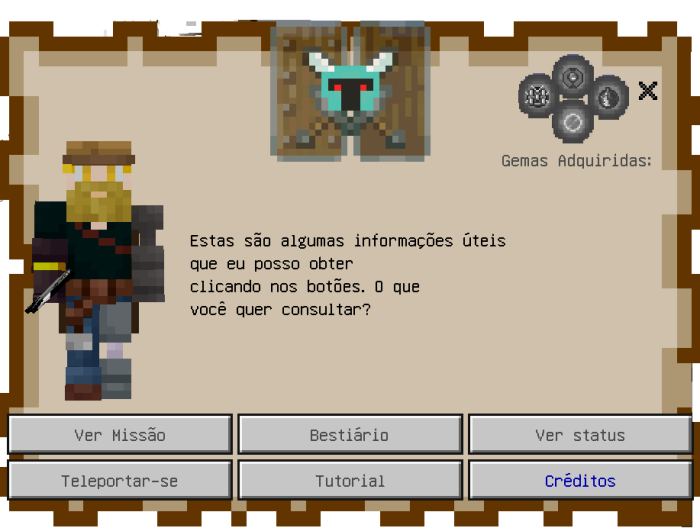 Gemas Adquiridas:
Estas são algumas informações úteis
que eu posso obter
clicando nos botões. O que
você quer consultar?
Ver Missão
Bestiário
Ver status
Teleportar-se
Tutorial
Créditos